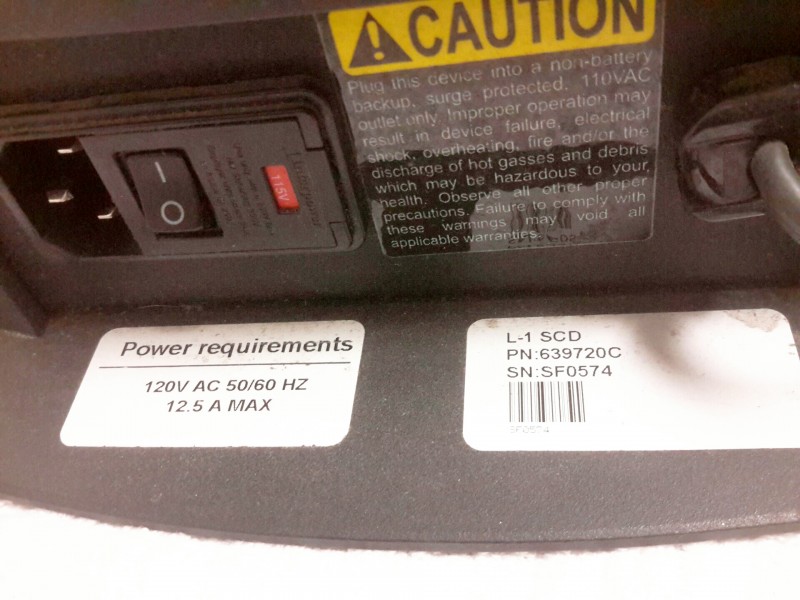 CAUTION
Plug this device into a non-battery
backup, surge protected, 110VAC
outlet only. Improper operation may
result in device failure, electrical
shock, overheating, fire and/or the
discharge of hot gasses and debris
which may be hazardous to your
health. Observe all other proper
precautions. Failure to comply with
these warnings may void all
applicable warranties.
115V
Power requirements
120V AC 50/60 HZ
12.5 A MAX
L-1 SCD
PN:639720C
SN:SF0574
SF0574